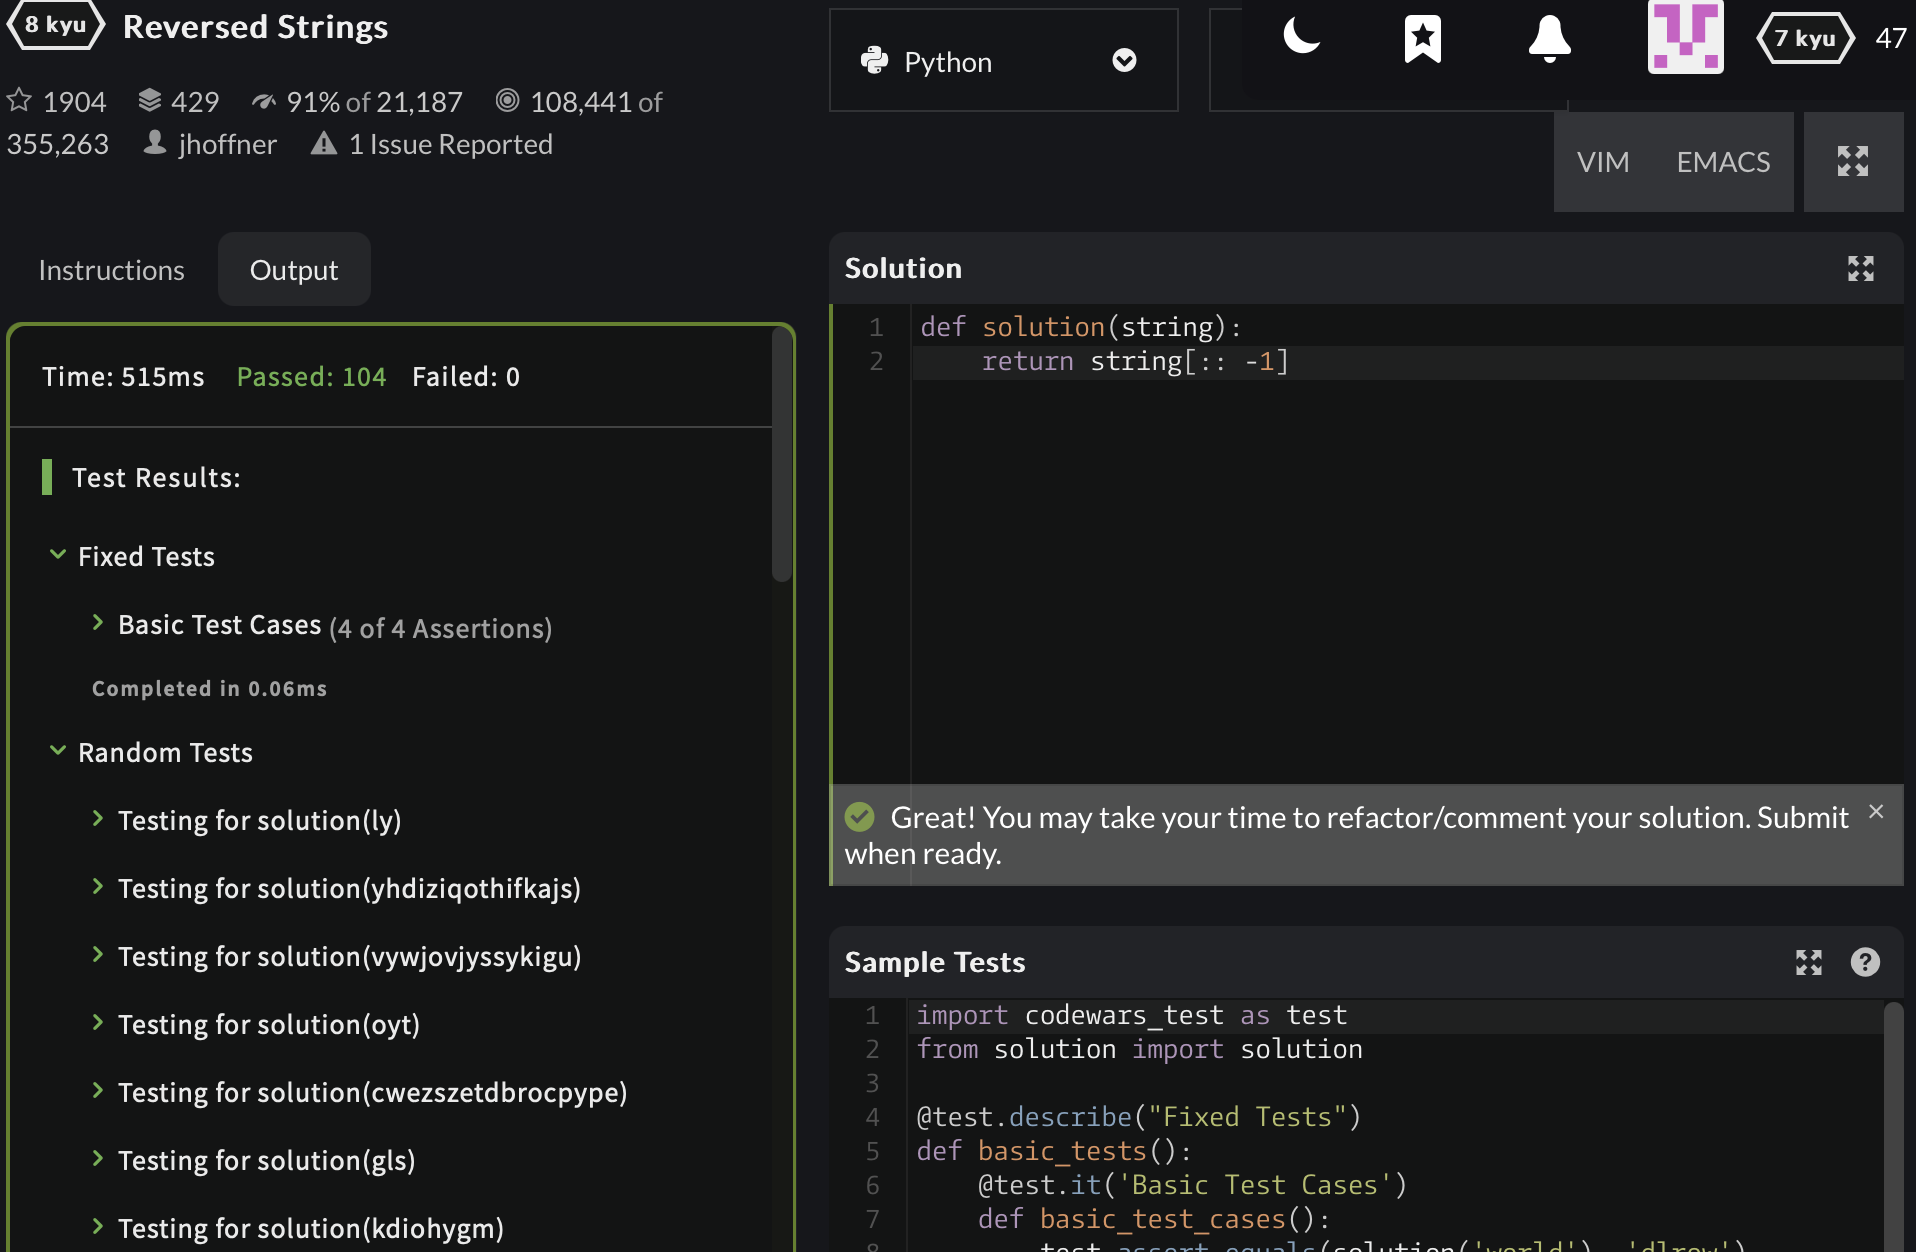 8 kyu Reversed Strings
1904 429 91% of 21,187 108,441 of
355,263 jhoffner 1 Issue Reported
Python
7 kyu 47
VIM EMACS
Instructions Output
Time: 515ms Passed: 104 Failed: 0
Test Results:
Fixed Tests
Basic Test Cases (4 of 4 Assertions)
Completed in 0.06ms
Random Tests
Testing for solution(ly)
Testing for solution(yhdiziqothifkajs)
Testing for solution(vywjovjyssykigu)
Testing for solution(oyt)
Testing for solution(cwezszetdbrocpype)
Testing for solution(gls)
Testing for solution(kdiohygm)
Solution
1 def solution(string):
2     return string[:: -1]
Great! You may take your time to refactor/comment your solution. Submit
when ready.
Sample Tests
1 import codewars_test as test
2 from solution import solution
3
4 @test.describe("Fixed Tests")
5 def basic_tests():
6     @test.it('Basic Test Cases')
7     def basic_test_cases():
8         test.assert_equals(solution('world'), 'dlrow')